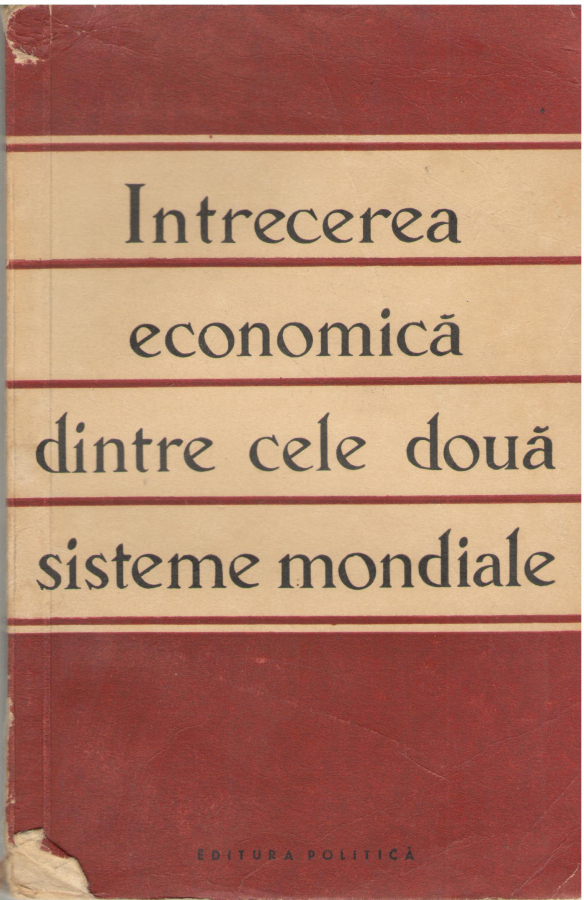 Intrecerea
economică
dintre cele două
sisteme mondiale
EDITURA POLITICĂ